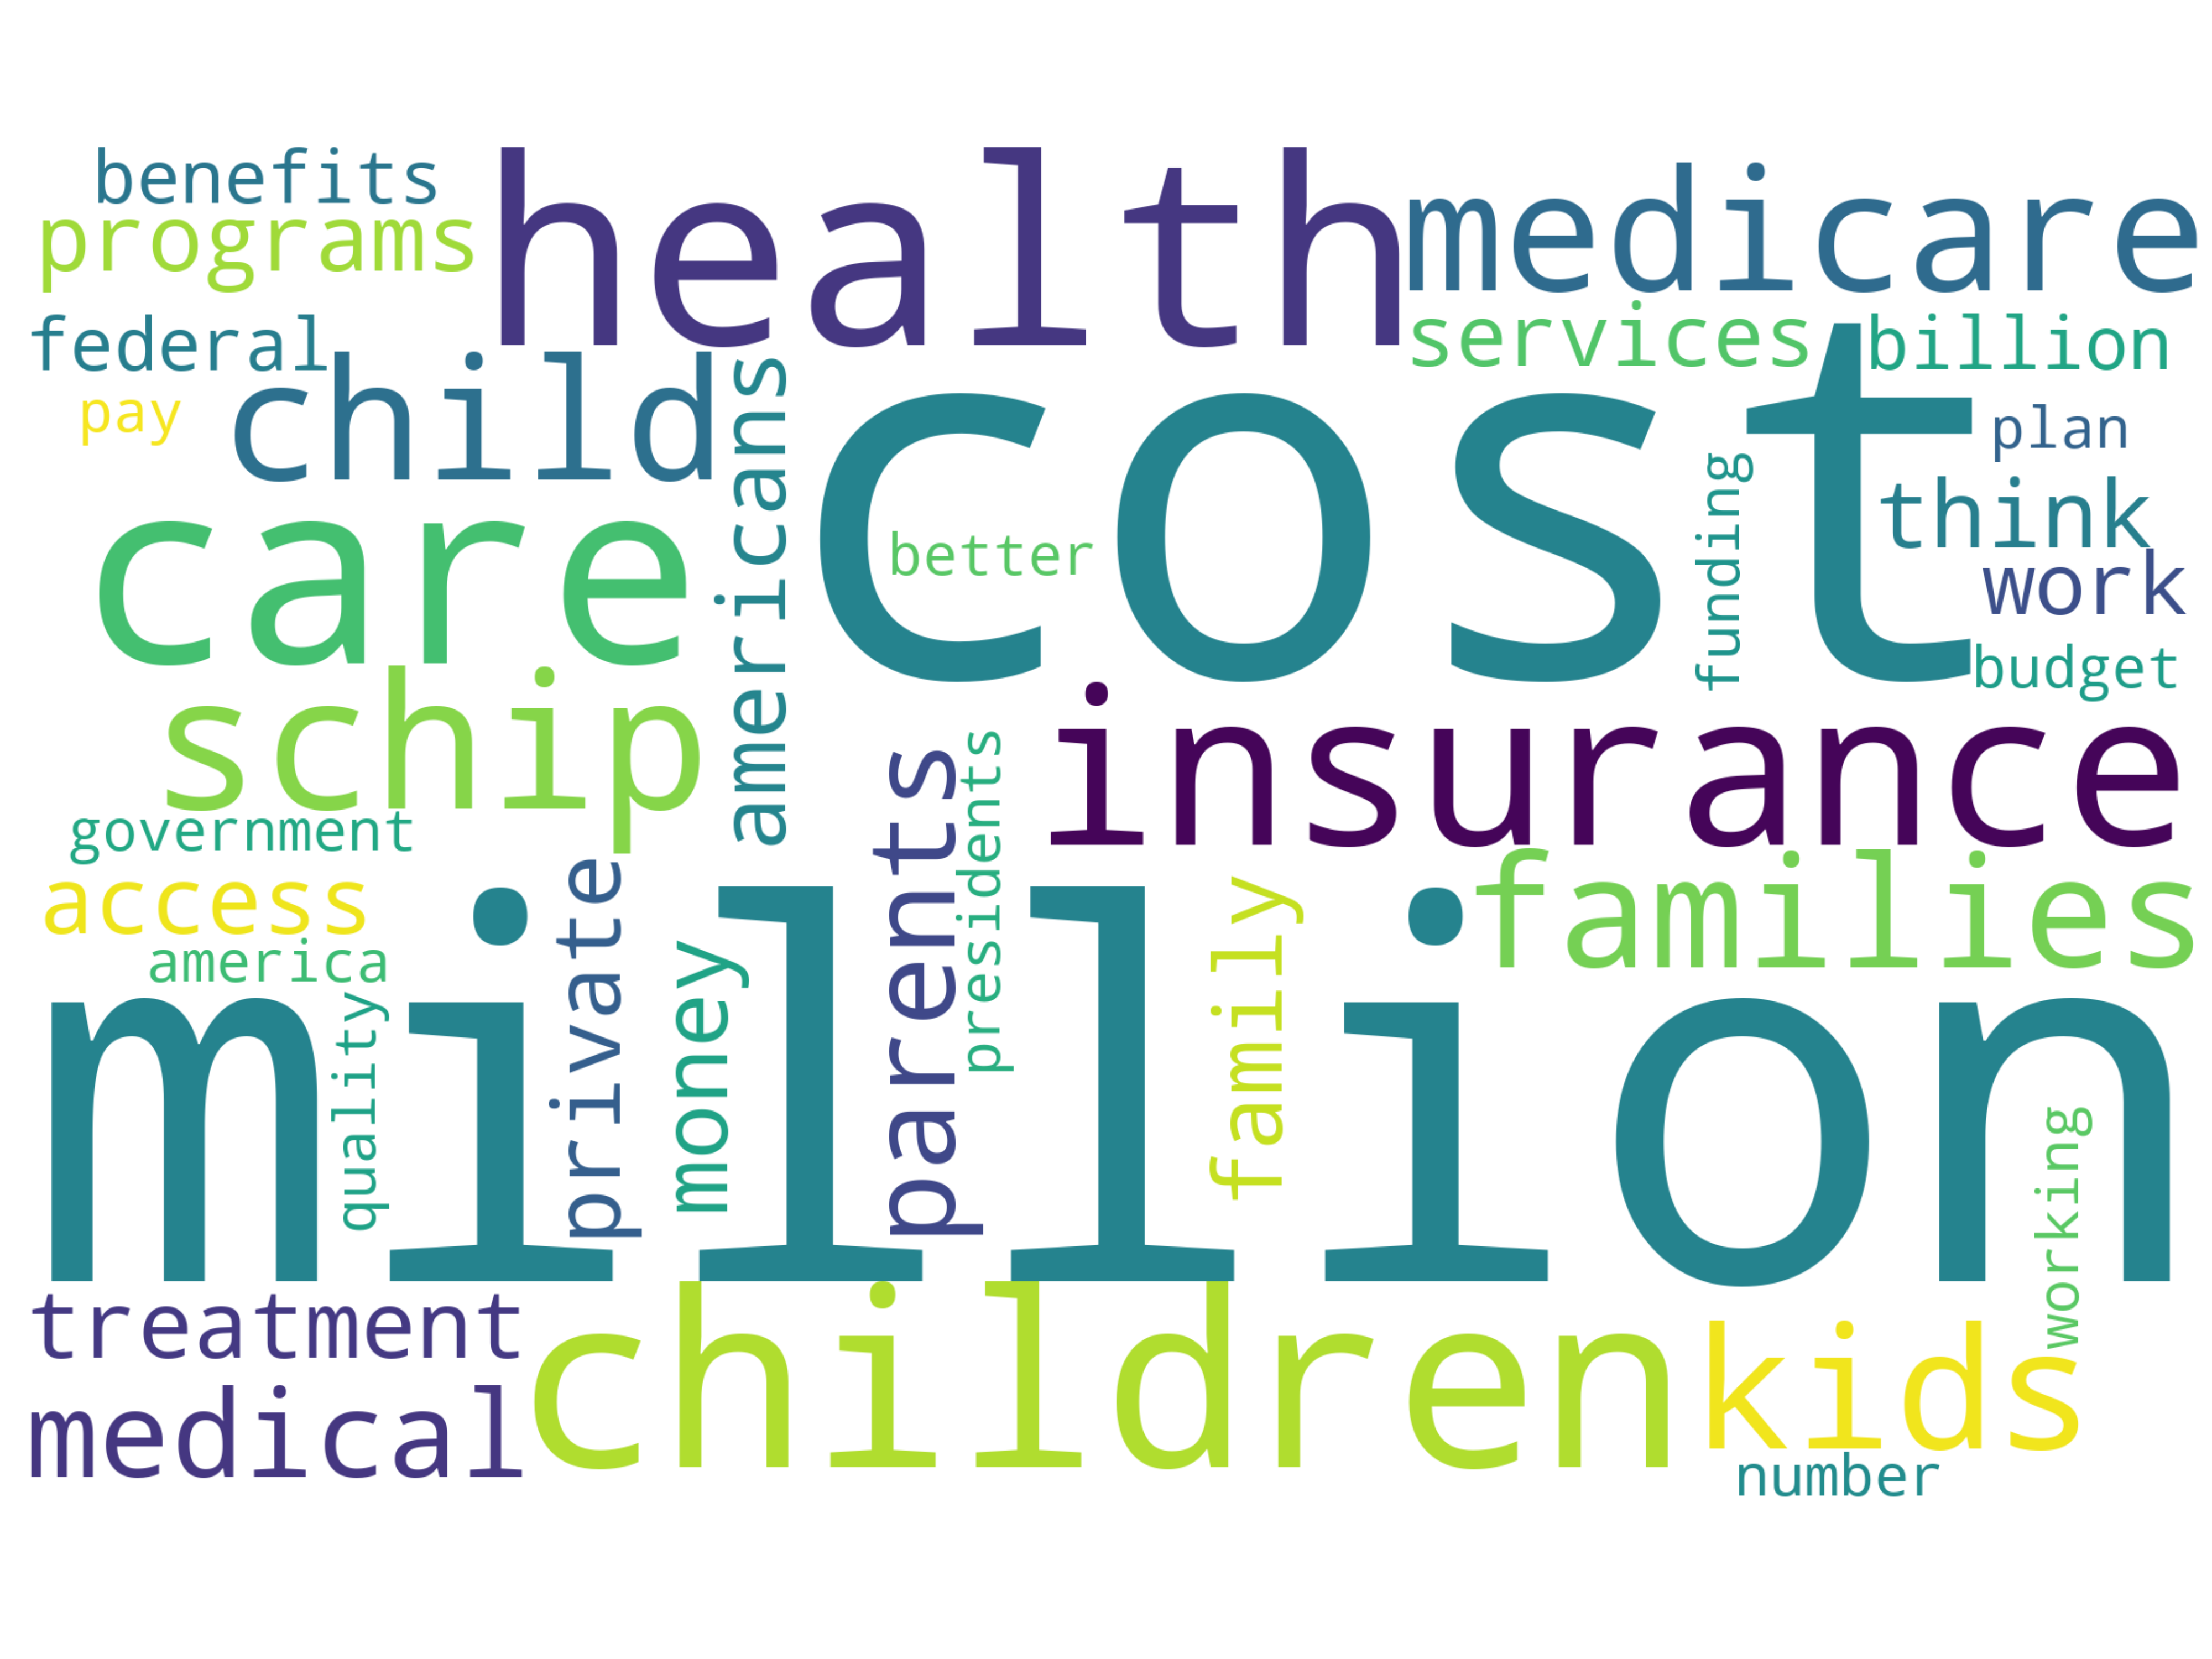 benefits
health
medicare
programs
federal
services
billion
child
pay
americans
cost
plan
funding
think
care
better
work
budget
schip
insurance
government
parents
presidents
families
access
private
family
america
money
million
quality
working
treatment
children
kids
medical
number